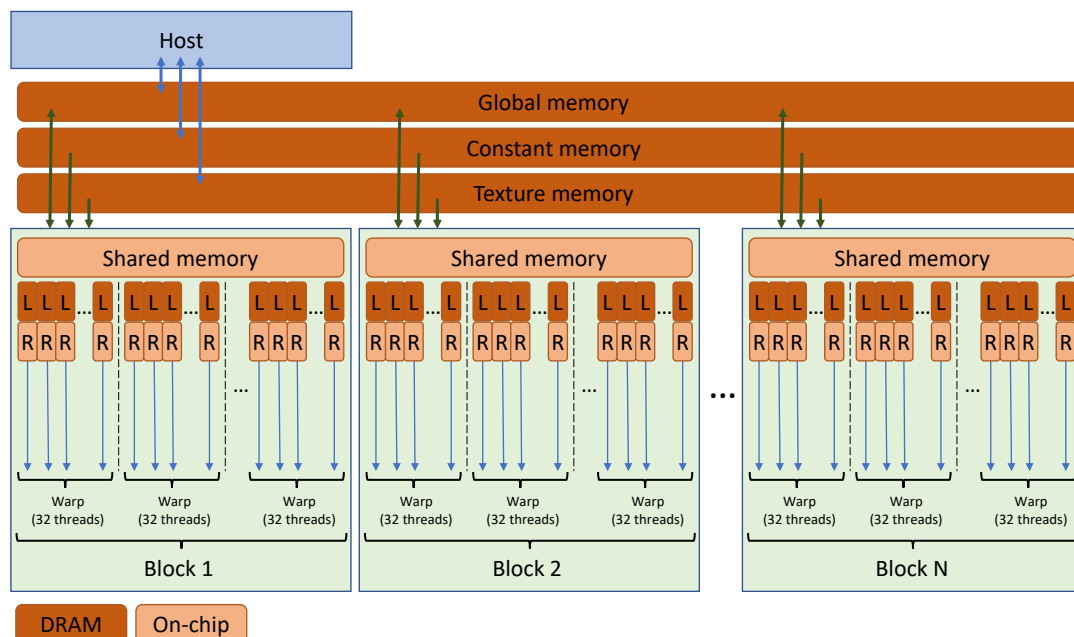 Host
Global memory
Constant memory
Texture memory
Shared memory Shared memory Shared memory
L L L ... L L L L ... L L L L ... L L L L ... L L L L ... L L L L ... L L L L ... L L L L ... L L L L ... L
R R R R R R R R R R R R R R R R R R R R R R R R R R R R R R R R R R R R
... ... ... ...
Warp Warp Warp Warp Warp Warp Warp Warp Warp
(32 threads) (32 threads) (32 threads) (32 threads) (32 threads) (32 threads) (32 threads) (32 threads) (32 threads)
Block 1 Block 2 Block N
DRAM On-chip